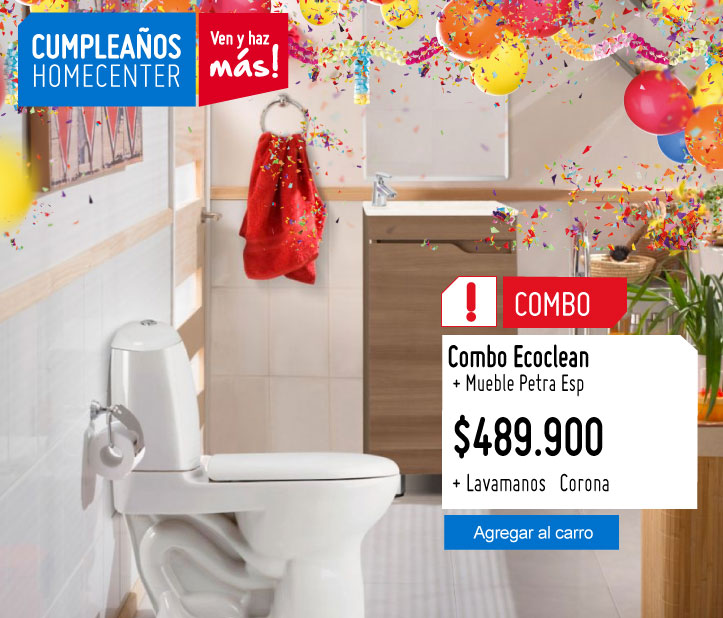 CUMPLEAÑOS
HOMECENTER
Ven y haz
más!
! COMBO
Combo Ecoclean
+ Mueble Petra Esp
$489.900
+ Lavamanos Corona
Agregar al carro